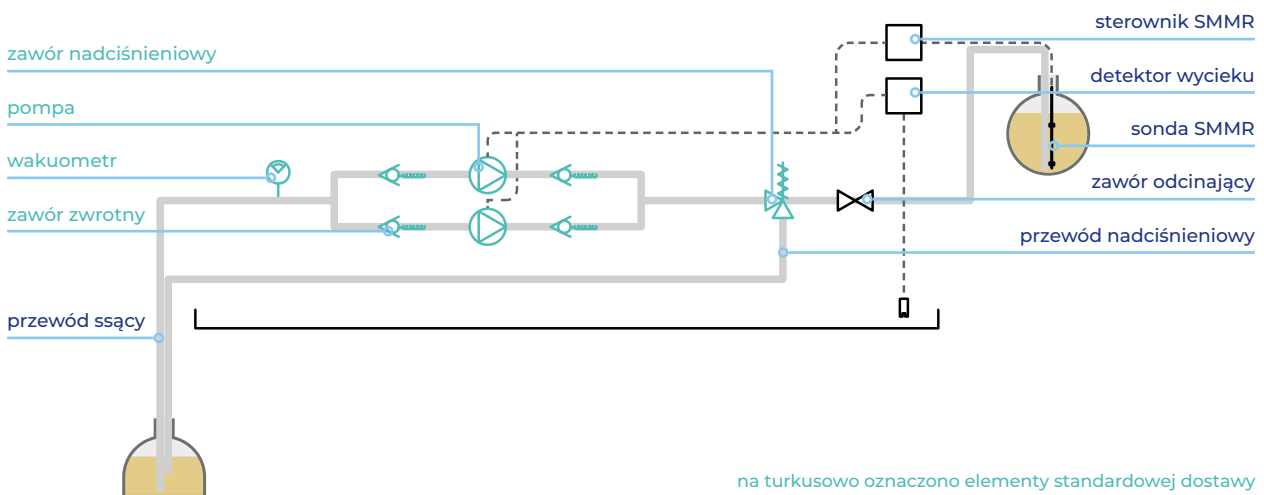 zawór nadciśnieniowy
pompa
wakuometr
zawór zwrotny
przewód ssący
sterownik SMMR
detektor wycieku
sonda SMMR
zawór odcinający
przewód nadciśnieniowy
na turkusowo oznaczono elementy standardowej dostawy